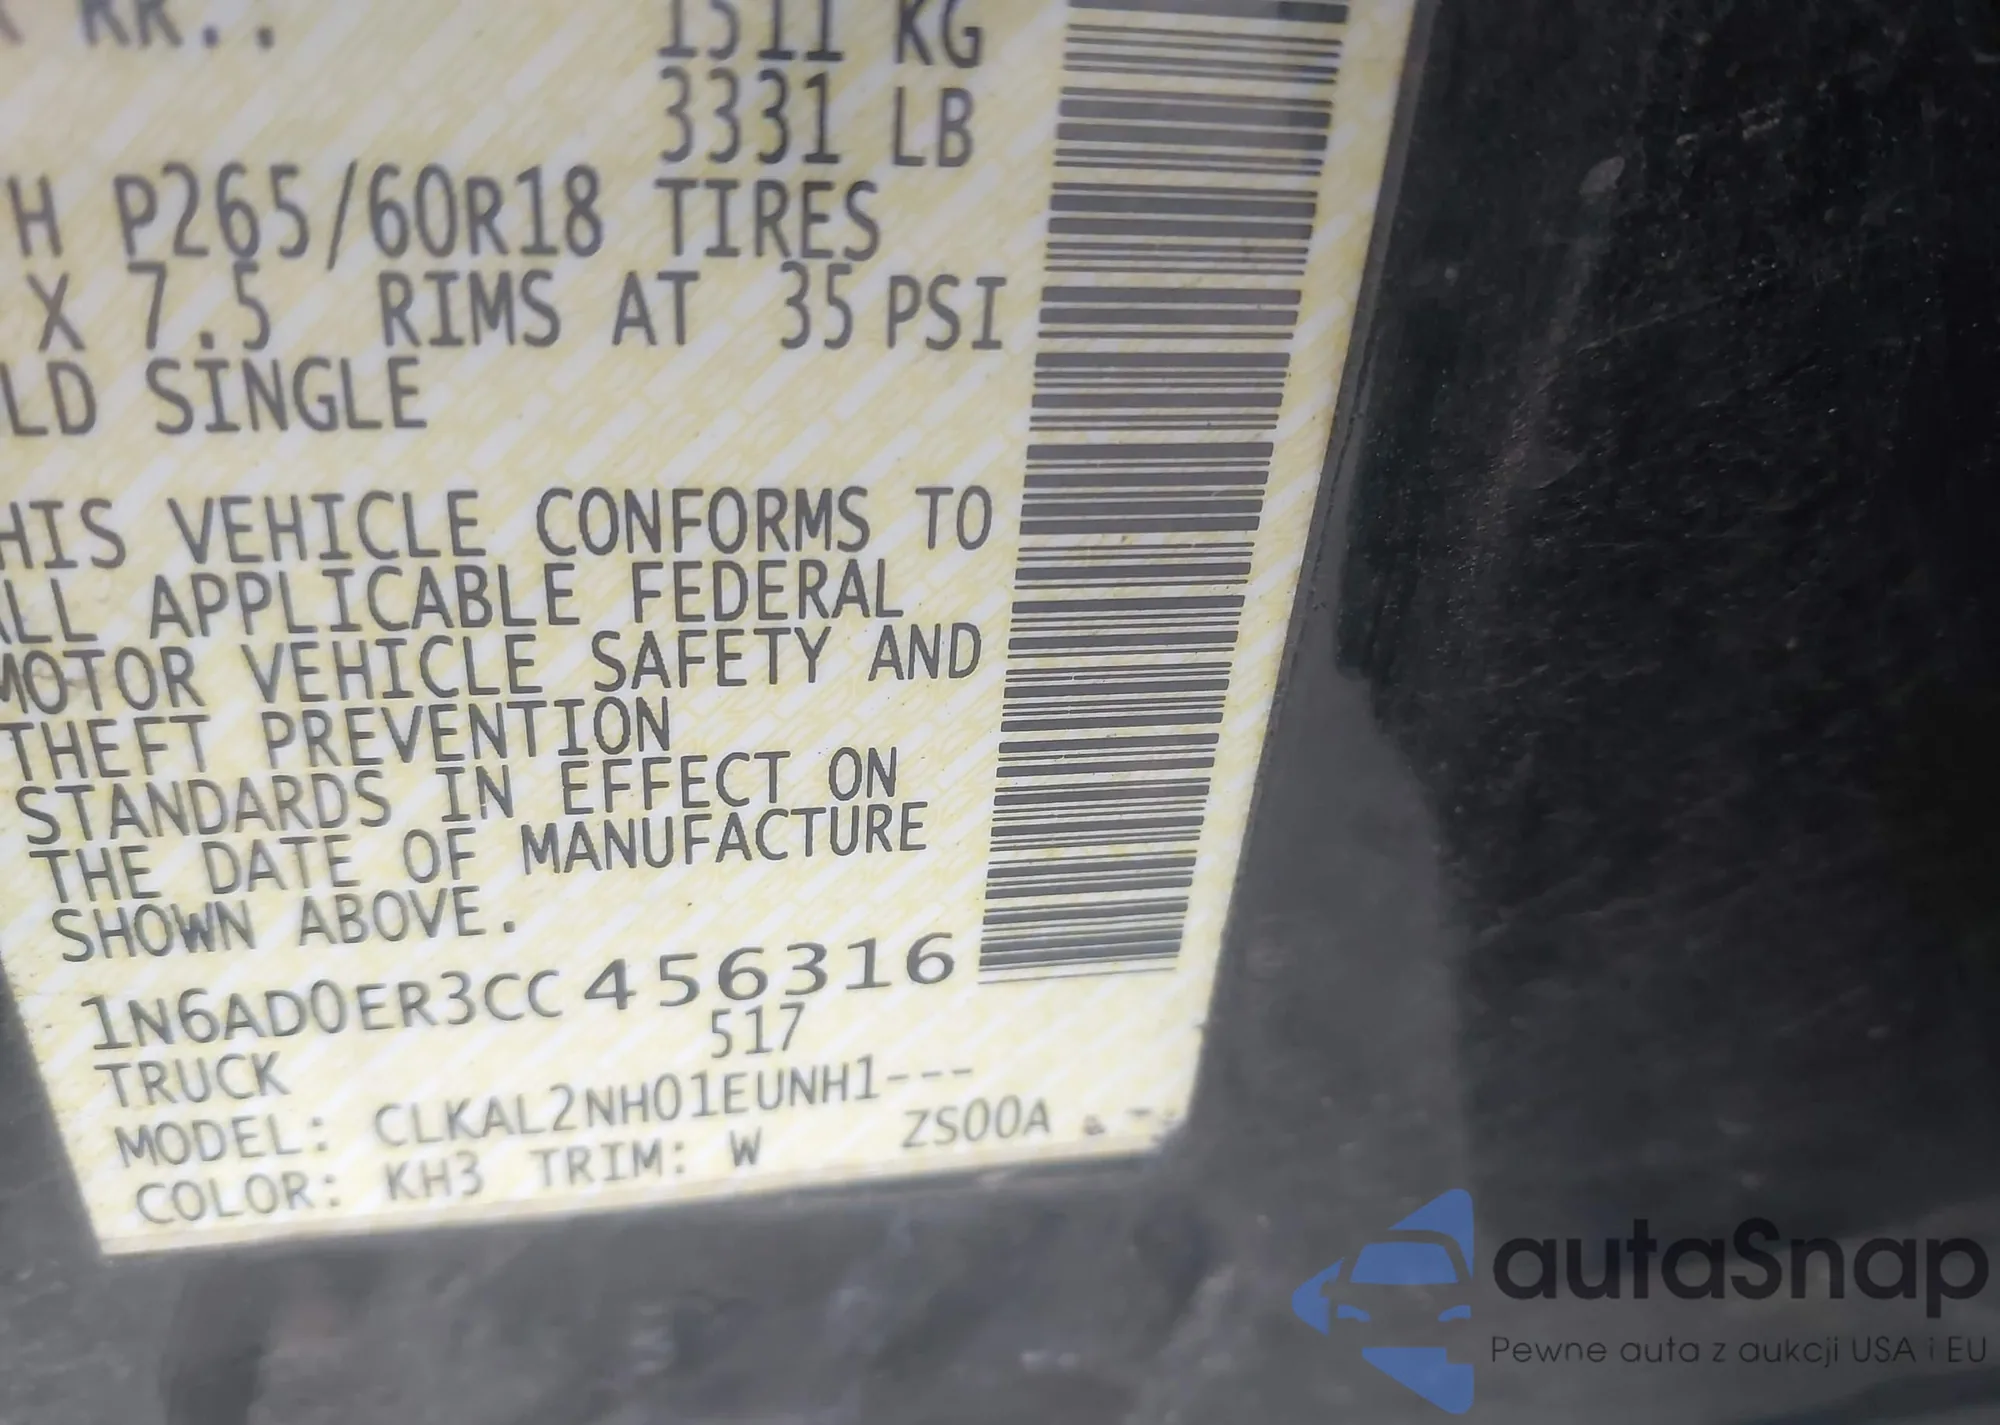 RR..
1511 KG
3331 LB
H P265/60R18 TIRES
X 7.5 RIMS AT 35 PSI
LD SINGLE
HIS VEHICLE CONFORMS TO
ALL APPLICABLE FEDERAL
MOTOR VEHICLE SAFETY AND
THEFT PREVENTION
STANDARDS IN EFFECT ON
THE DATE OF MANUFACTURE
SHOWN ABOVE.
1N6AD0ER3CC456316
517
TRUCK
MODEL: CLKAL2NH01EUNH1---
ZS00A
COLOR: KH3 TRIM: W
autaSnap
Pewne auta z aukcji USA i EU